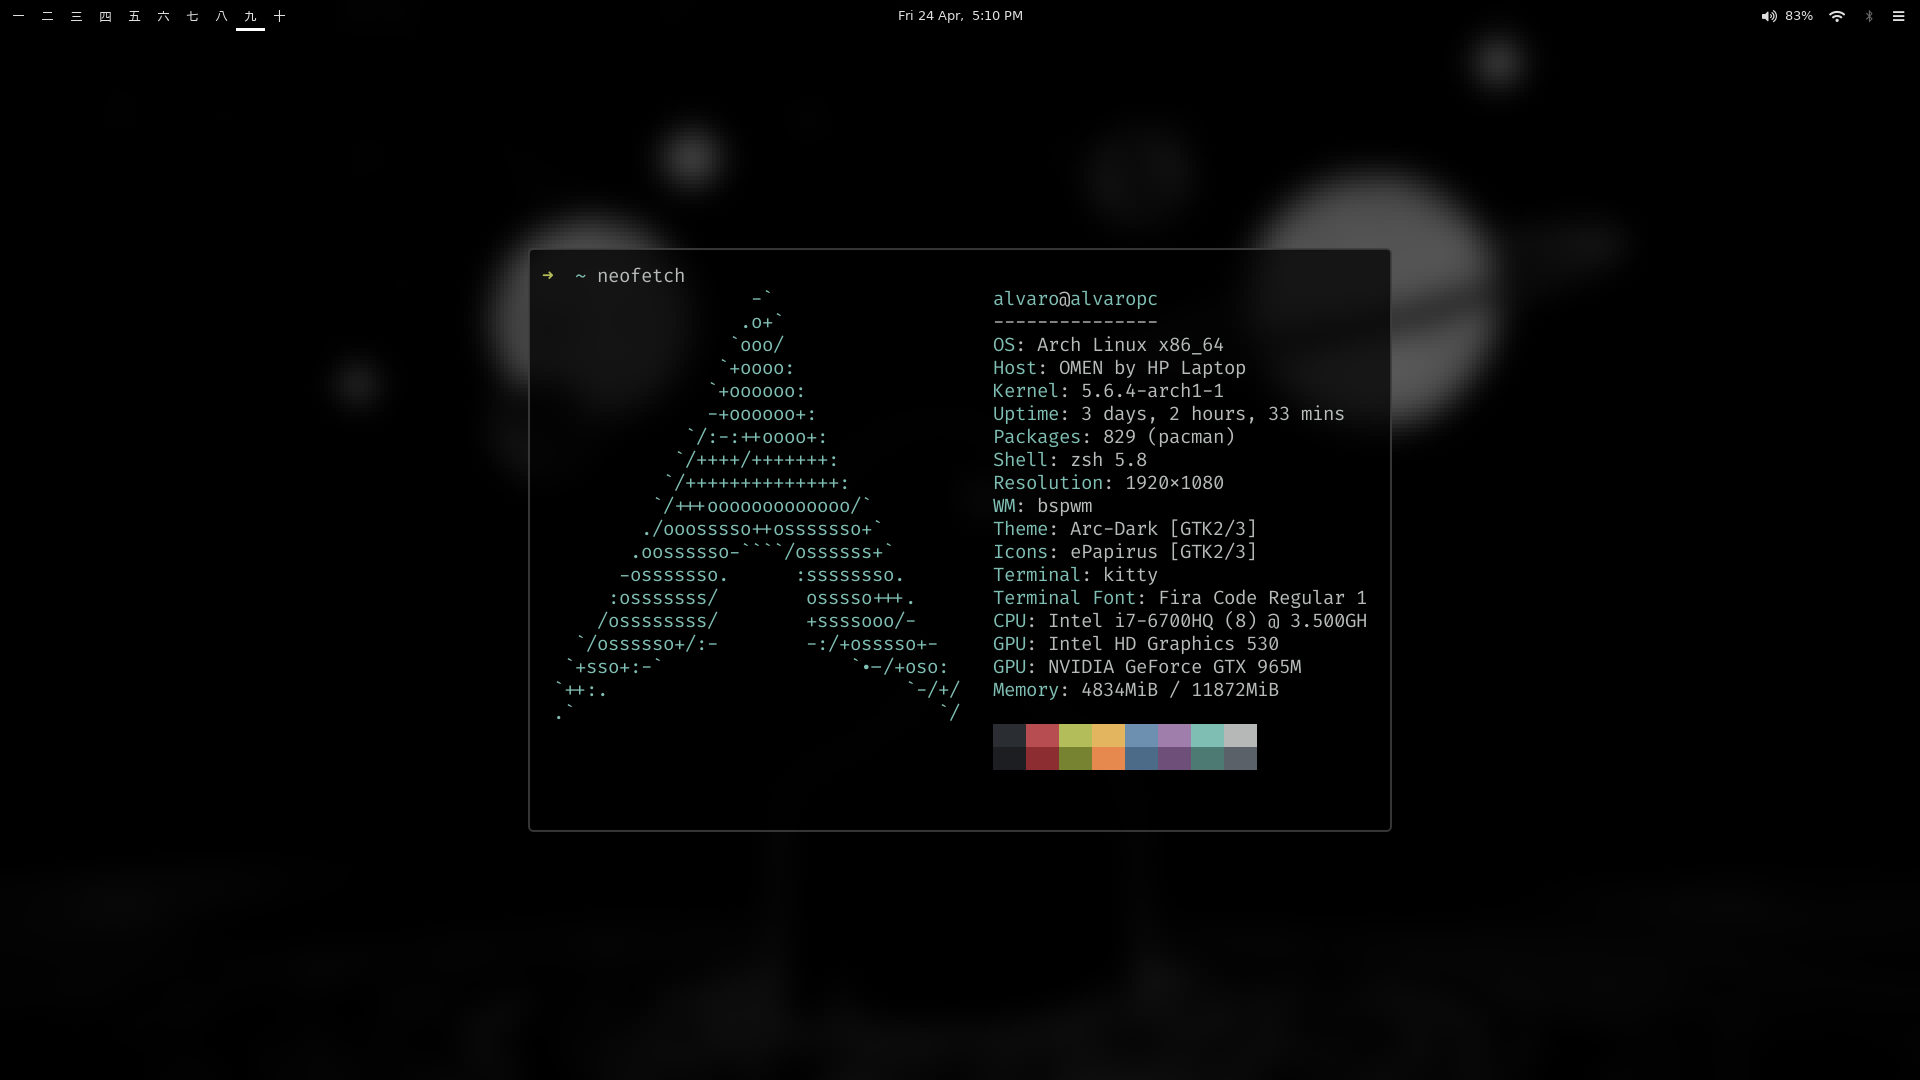 一 二 三 四 五 六 七 八 九 十
Fri 24 Apr, 5:10 PM
83%
➜ ~ neofetch
-`
.o+`
`ooo/
`+oooo:
`+oooooo:
-+oooooo+:
`/:-:++oooo+:
`/++++/+++++++:
`/++++++++++++++:
`/+++ooooooooooooo/`
./ooosssso++osssssso+`
.oossssso-````/ossssss+`
-osssssso.      :ssssssso.
:osssssss/        osssso+++.
/ossssssss/        +ssssooo/-
`/ossssso+/:-        -:/+osssso+-
`+sso+:-`                 `.-/+oso:
`++:.                           `-/+/
.`                                 `/
alvaro@alvaropc
---------------
OS: Arch Linux x86_64
Host: OMEN by HP Laptop
Kernel: 5.6.4-arch1-1
Uptime: 3 days, 2 hours, 33 mins
Packages: 829 (pacman)
Shell: zsh 5.8
Resolution: 1920x1080
WM: bspwm
Theme: Arc-Dark [GTK2/3]
Icons: ePapirus [GTK2/3]
Terminal: kitty
Terminal Font: Fira Code Regular 1
CPU: Intel i7-6700HQ (8) @ 3.500GH
GPU: Intel HD Graphics 530
GPU: NVIDIA GeForce GTX 965M
Memory: 4834MiB / 11872MiB